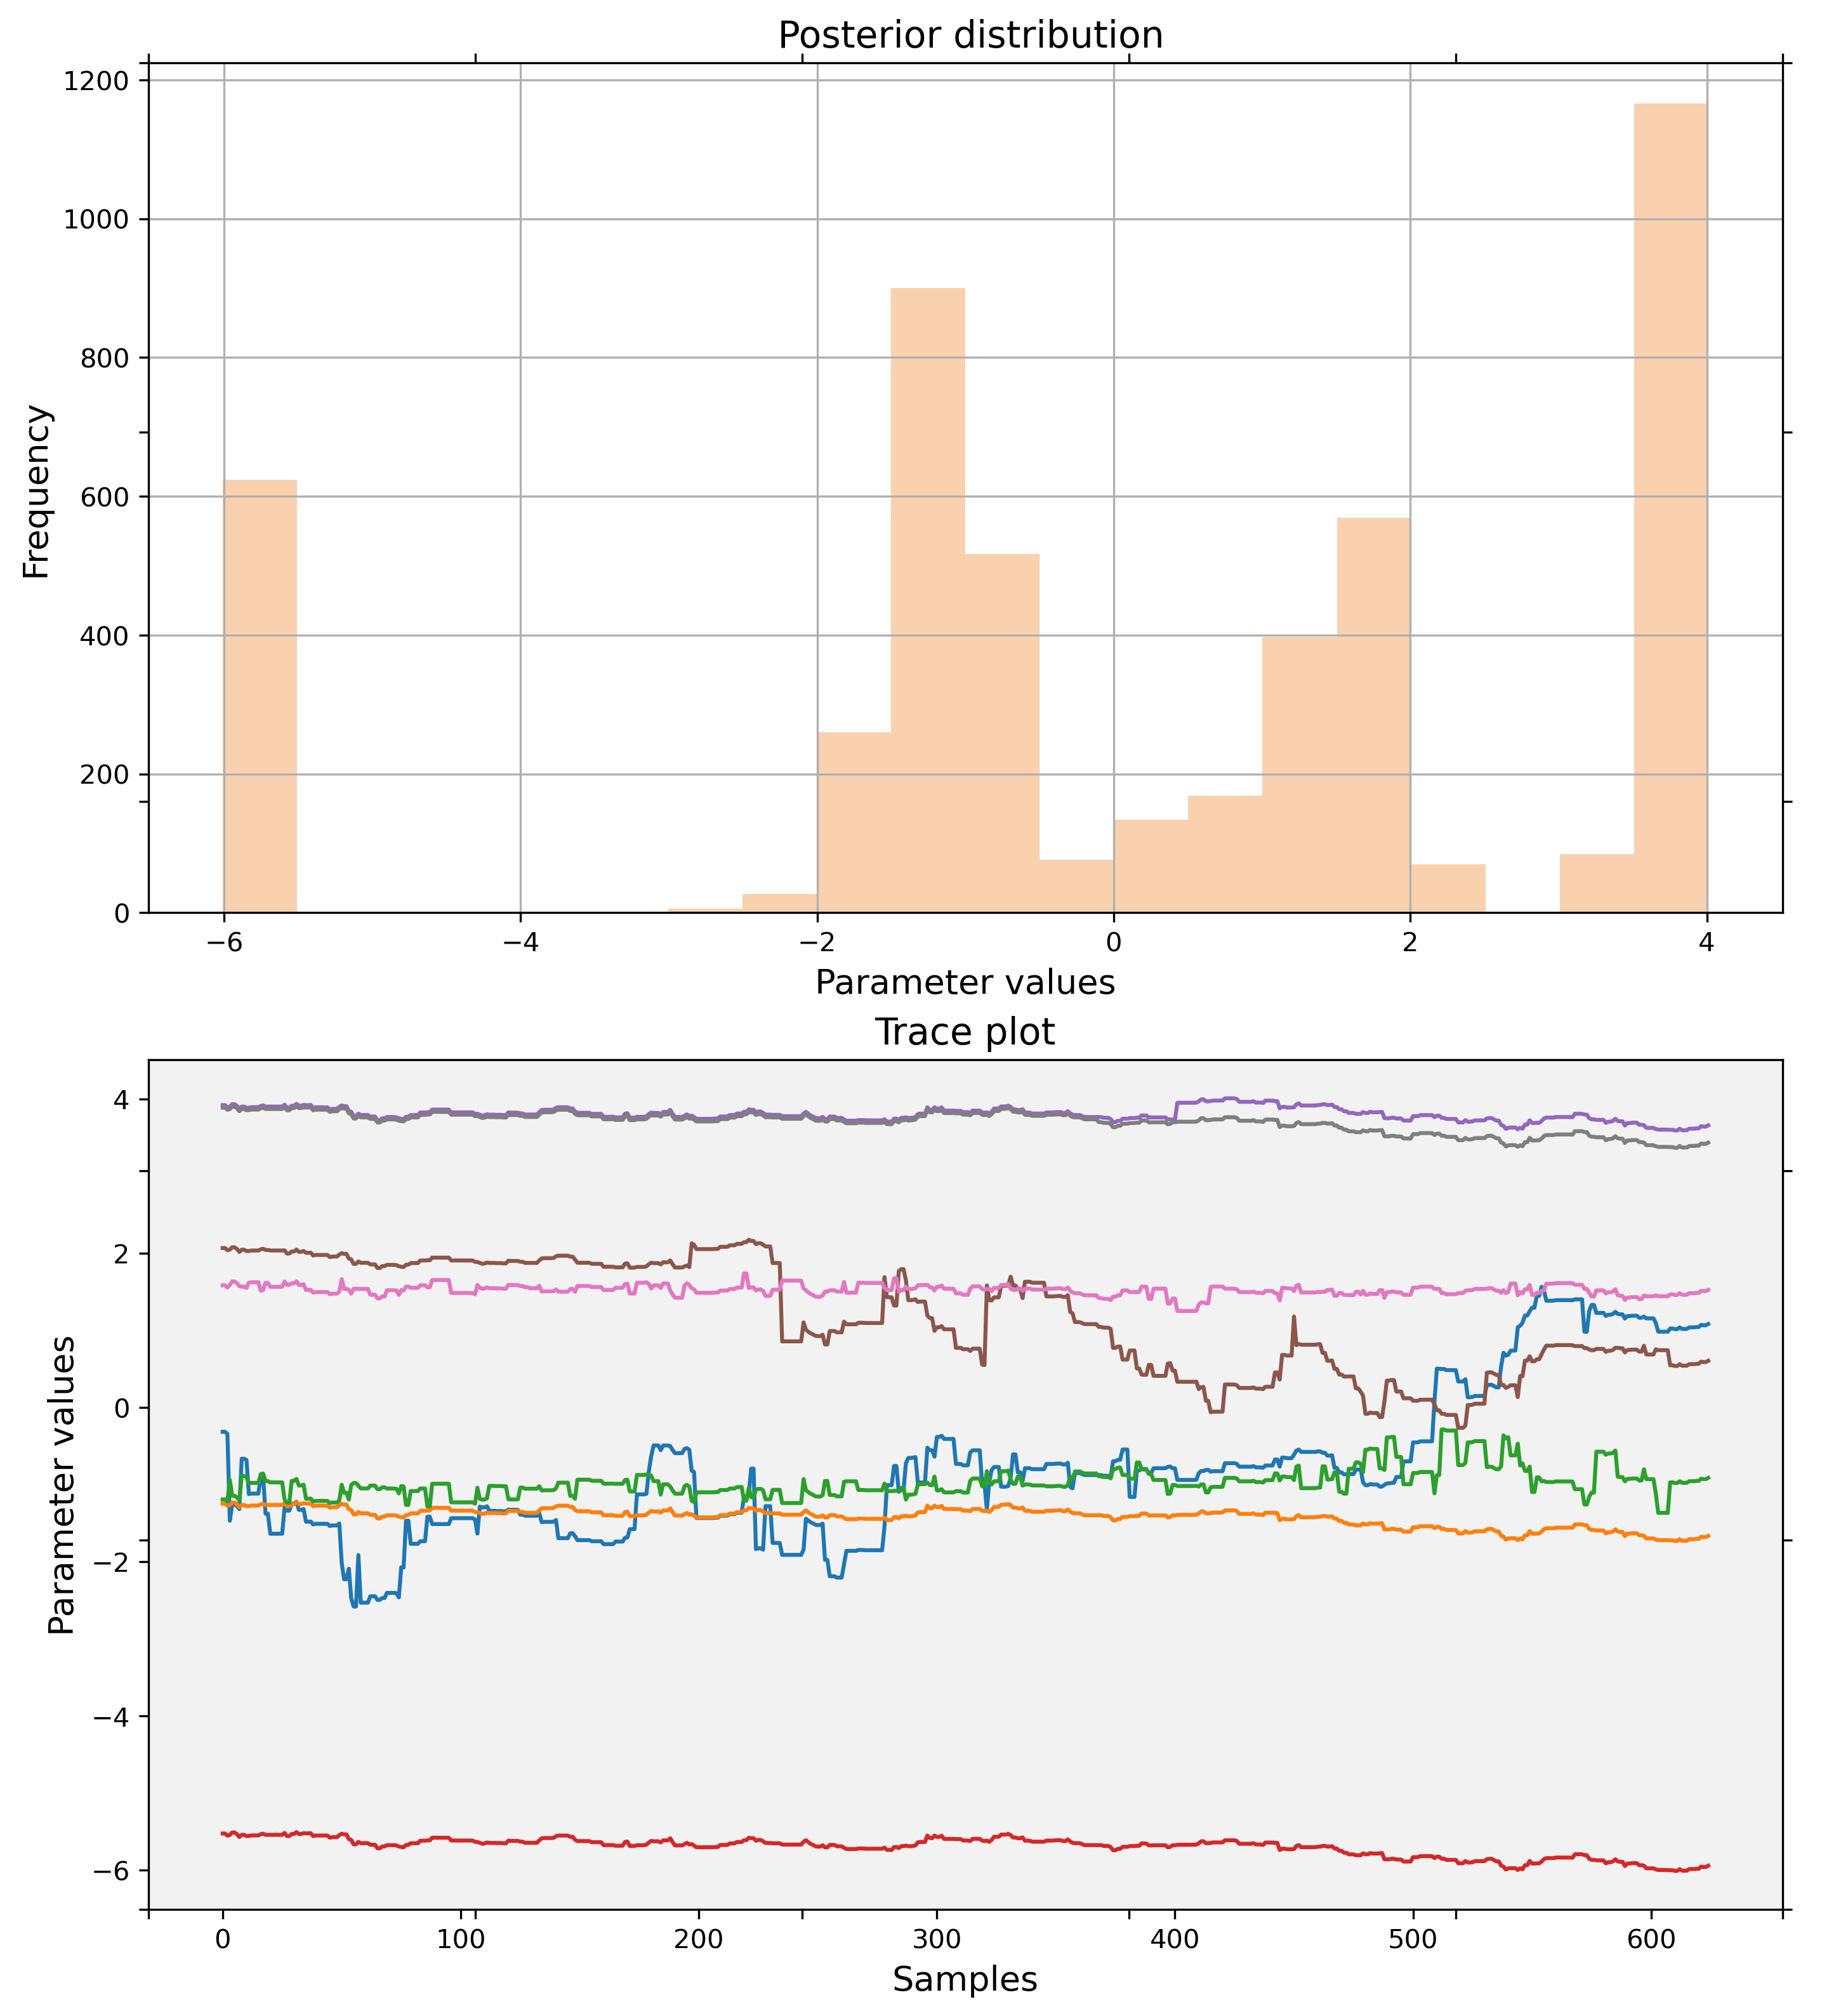 Posterior distribution
1200
1000
800
600
400
200
0
Frequency
−6 −4 −2 0 2 4
Parameter values
Trace plot
4
2
0
−2
−4
−6
Parameter values
0 100 200 300 400 500 600
Samples